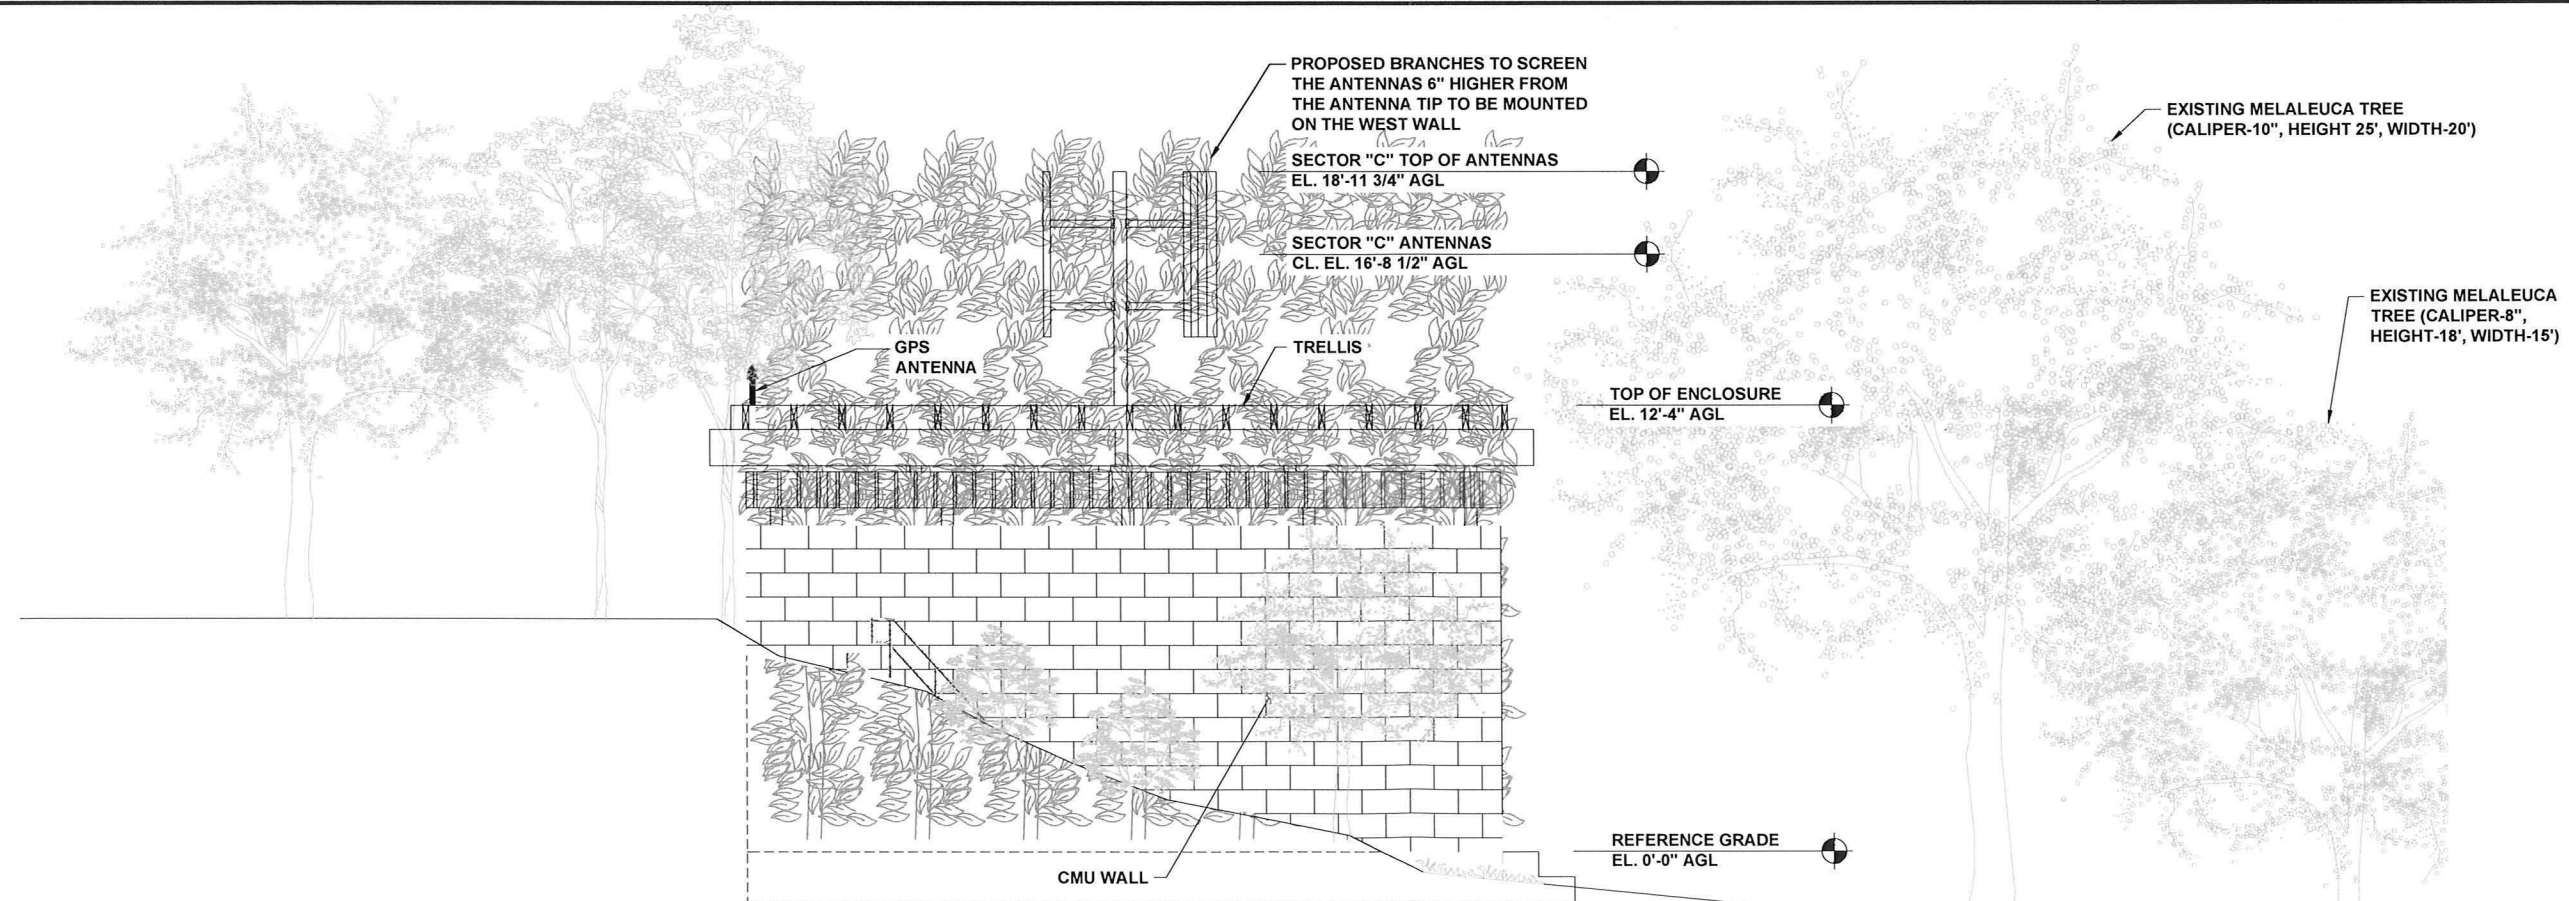 PROPOSED BRANCHES TO SCREEN
THE ANTENNAS 6" HIGHER FROM
THE ANTENNA TIP TO BE MOUNTED
ON THE WEST WALL
SECTOR "C" TOP OF ANTENNAS
EL. 18'-11 3/4" AGL
SECTOR "C" ANTENNAS
CL. EL. 16'-8 1/2" AGL
EXISTING MELALEUCA TREE
(CALIPER-10", HEIGHT 25', WIDTH-20')
EXISTING MELALEUCA
TREE (CALIPER-8",
HEIGHT-18', WIDTH-15')
GPS
ANTENNA
TRELLIS
TOP OF ENCLOSURE
EL. 12'-4" AGL
REFERENCE GRADE
EL. 0'-0" AGL
CMU WALL